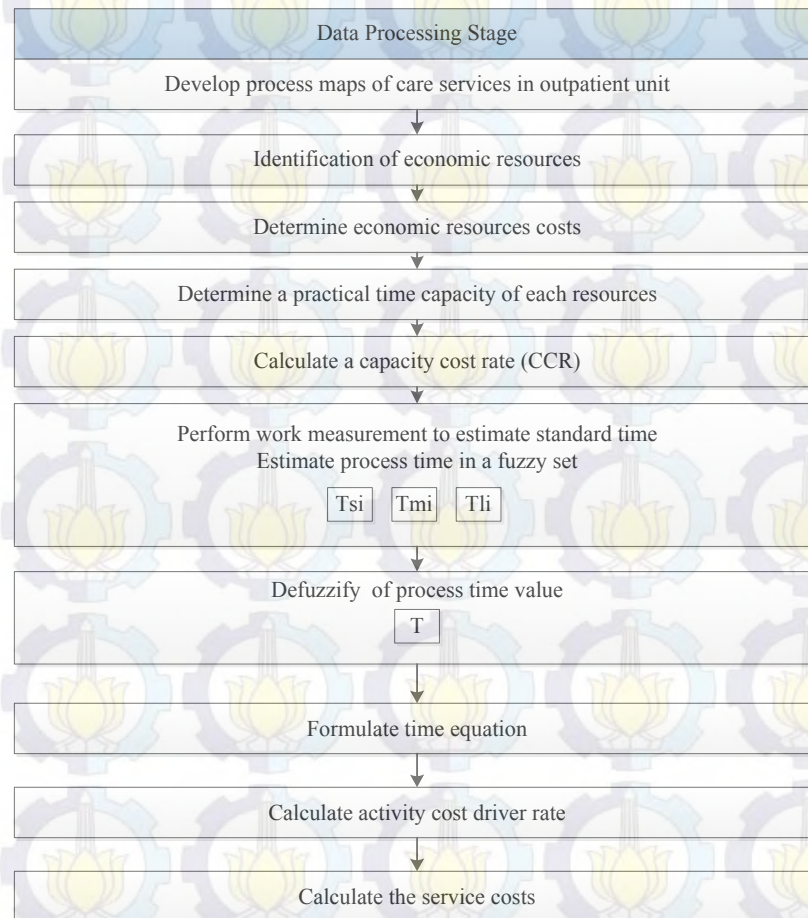 Data Processing Stage
Develop process maps of care services in outpatient unit
Identification of economic resources
Determine economic resources costs
Determine a practical time capacity of each resources
Calculate a capacity cost rate (CCR)
Perform work measurement to estimate standard time
Estimate process time in a fuzzy set
Tsi Tmi Tli
Defuzzify of process time value
T
Formulate time equation
Calculate activity cost driver rate
Calculate the service costs